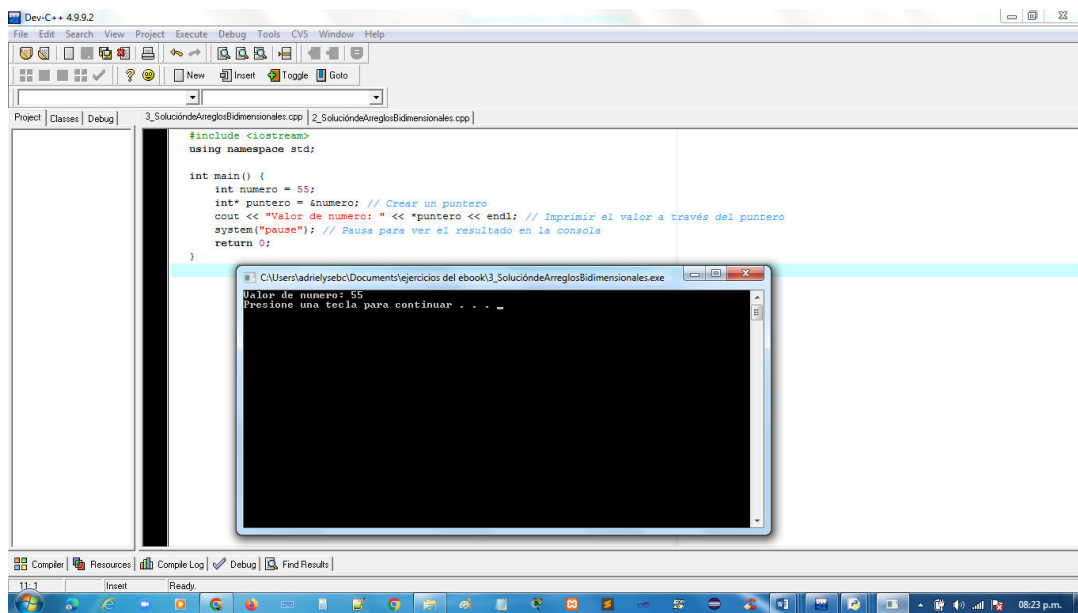 Dev-C++ 4.9.9.2
File Edit Search View Project Execute Debug Tools CVS Window Help
New Insert Toggle Goto
Project Classes Debug 3_SolucióndeArreglosBidimensionales.cpp 2_SolucióndeArreglosBidimensionales.cpp
#include <iostream>
using namespace std;
int main() {
int numero = 55;
int* puntero = &numero; // Crear un puntero
cout << "Valor de numero: " << *puntero << endl; // Imprimir el valor a través del puntero
system("pause"); // Pausa para ver el resultado en la consola
return 0;
}
C:\Users\adrielysebc\Documents\ejercicios del ebook\3_SolucióndeArreglosBidimensionales.exe
Valor de numero: 55
Presione una tecla para continuar . . . _
Compiler Resources Compile Log Debug Find Results
11: 1 Insert Ready.
08:23 p.m.